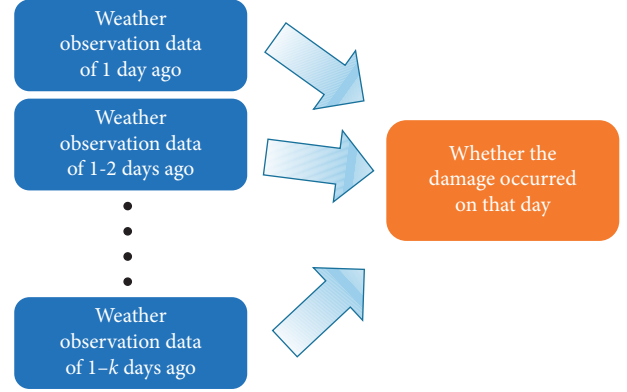 Weather
observation data
of 1 day ago
Weather
observation data
of 1-2 days ago
Weather
observation data
of 1–k days ago
Whether the
damage occurred
on that day